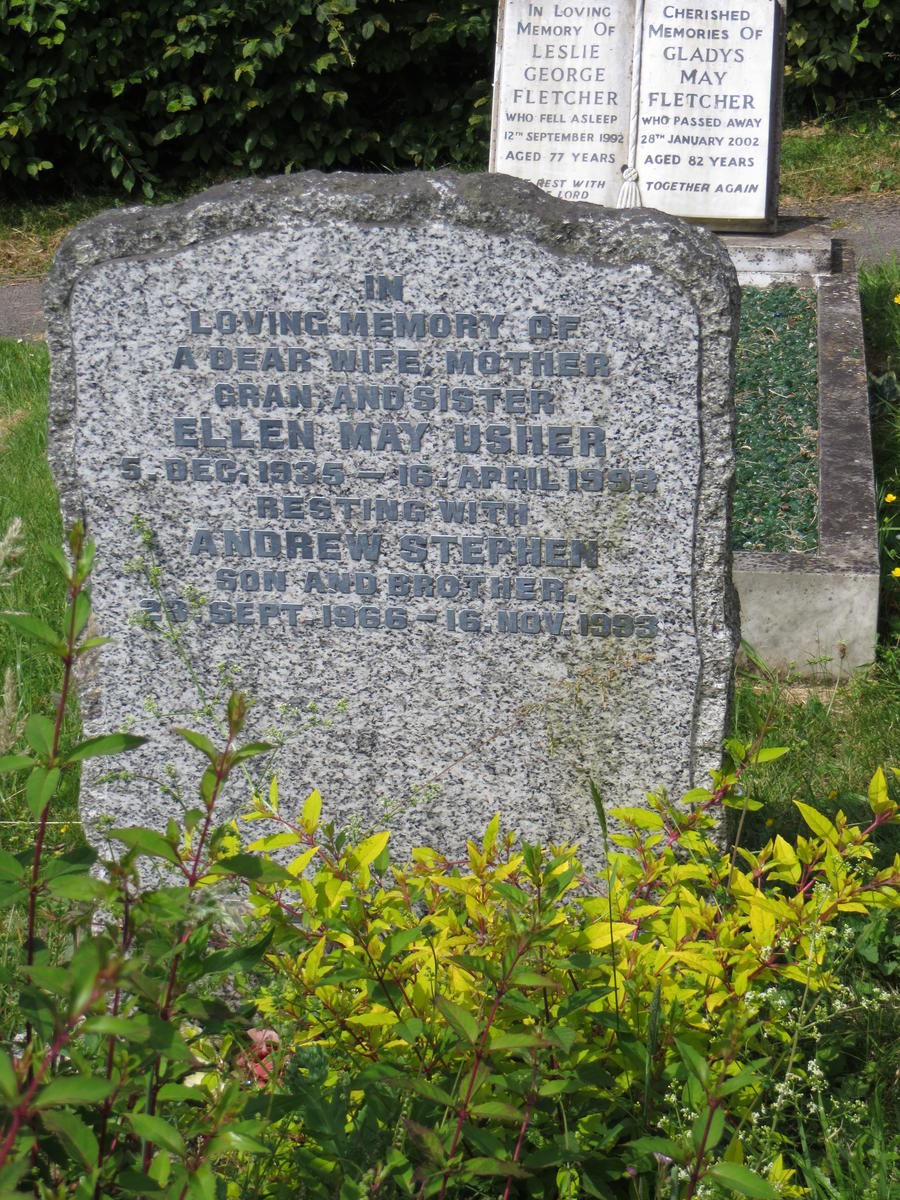 In Loving
Memory Of
LESLIE
GEORGE
FLETCHER
WHO FELL ASLEEP
12TH SEPTEMBER 1992
AGED 77 YEARS
REST WITH
LORD
Cherished
Memories Of
GLADYS
MAY
FLETCHER
WHO PASSED AWAY
28TH JANUARY 2002
AGED 82 YEARS
TOGETHER AGAIN
IN
LOVING MEMORY OF
A DEAR WIFE, MOTHER
GRAN, AND SISTER
ELLEN MAY USHER
5. DEC. 1935 — 16. APRIL 1993
RESTING WITH
ANDREW STEPHEN
SON AND BROTHER.
SEPT. 1966 – 16. NOV. 1993